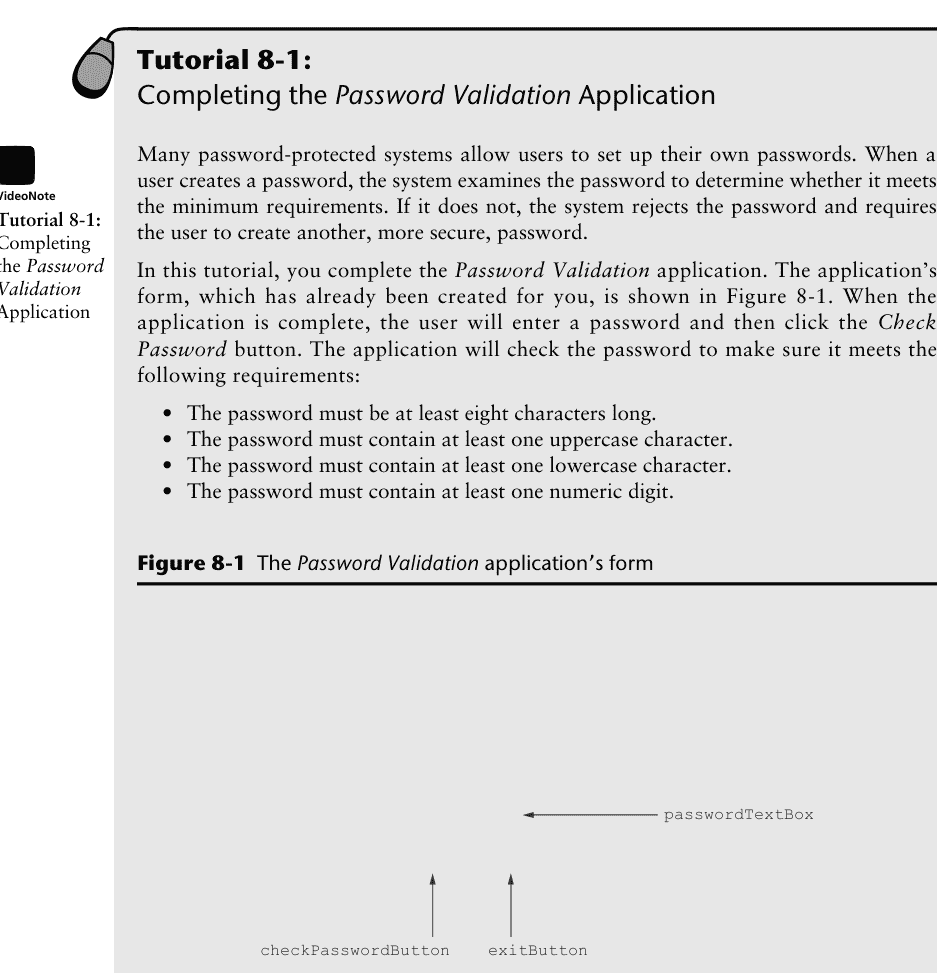 Tutorial 8-1:
Completing the Password Validation Application
Many password-protected systems allow users to set up their own passwords. When a
user creates a password, the system examines the password to determine whether it meets
the minimum requirements. If it does not, the system rejects the password and requires
the user to create another, more secure, password.
VideoNote
Tutorial 8-1:
Completing
the Password
Validation
Application
In this tutorial, you complete the Password Validation application. The application's
form, which has already been created for you, is shown in Figure 8-1. When the
application is complete, the user will enter a password and then click the Check
Password button. The application will check the password to make sure it meets the
following requirements:
• The password must be at least eight characters long.
• The password must contain at least one uppercase character.
• The password must contain at least one lowercase character.
• The password must contain at least one numeric digit.
Figure 8-1 The Password Validation application's form
passwordTextBox
checkPasswordButton exitButton